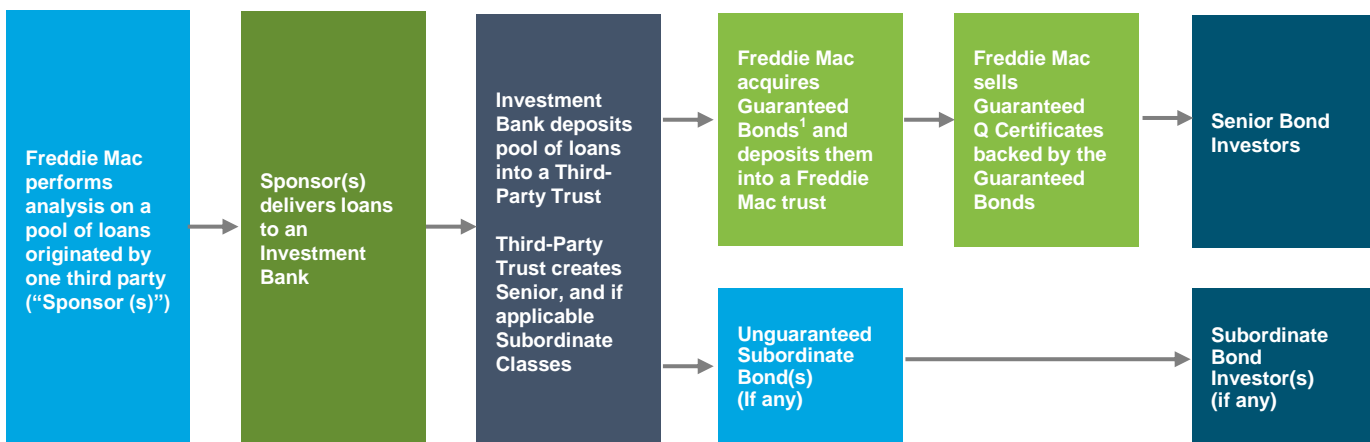 Freddie Mac
performs
analysis on a
pool of loans
originated by
one third party
(“Sponsor (s)”)
Sponsor(s)
delivers loans
to an
Investment
Bank
Investment
Bank deposits
pool of loans
into a Third-
Party Trust
Third-Party
Trust creates
Senior, and if
applicable
Subordinate
Classes
Freddie Mac
acquires
Guaranteed
Bonds¹ and
deposits them
into a Freddie
Mac trust
Freddie Mac
sells
Guaranteed
Q Certificates
backed by the
Guaranteed
Bonds
Senior Bond
Investors
Unguaranteed
Subordinate
Bond(s)
(If any)
Subordinate
Bond
Investor(s)
(if any)